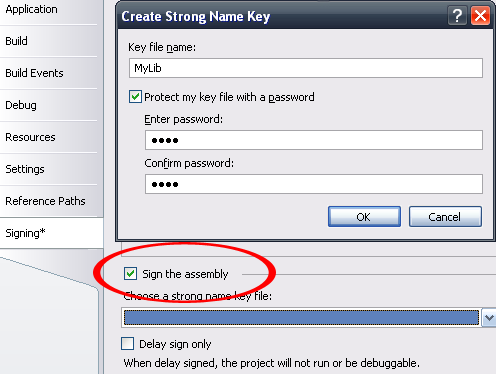 Application
Build
Build Events
Debug
Resources
Settings
Reference Paths
Signing*
Create Strong Name Key
Key file name:
MyLib
Protect my key file with a password
Enter password:
●●●●
Confirm password:
●●●●
OK
Cancel
Sign the assembly
Choose a strong name key file:
Delay sign only
When delay signed, the project will not run or be debuggable.